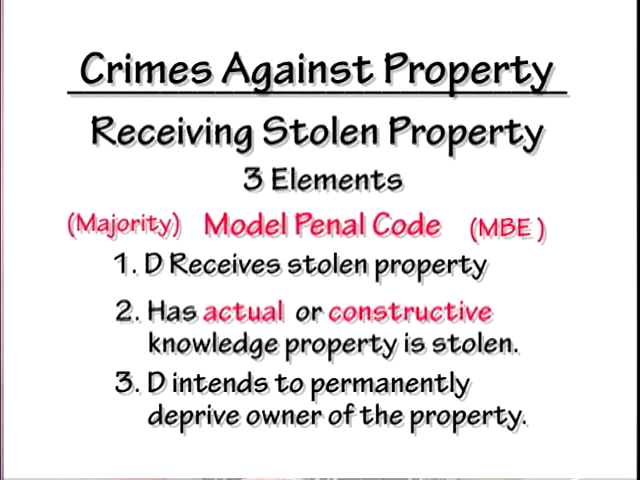 Crimes Against Property
Receiving Stolen Property
3 Elements
(Majority) Model Penal Code (MBE)
1. D Receives stolen property
2. Has actual or constructive
knowledge property is stolen.
3. D intends to permanently
deprive owner of the property.